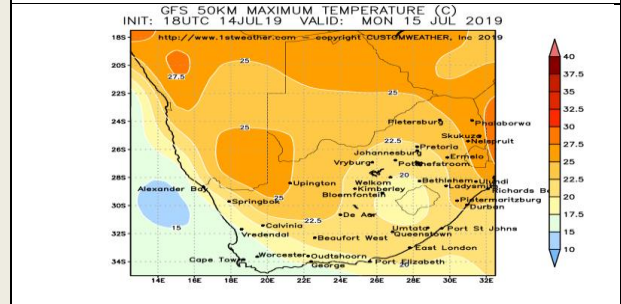 GFS 50KM MAXIMUM TEMPERATURE (C)
INIT: 18UTC 14JUL19 VALID: MON 15 JUL 2019
http://www.1stweather.com — copyright CUSTOMWEATHER, Inc 2019
18S
20S
22S
24S
26S
28S
30S
32S
34S
27.5
25
25
25
25
22.5
22.5
20
20
15
Pietersburg
Phalaborwa
Skukuza
Nelspruit
Pretoria
Johannesburg
Ermelo
Vryburg
Potchefstroom
Welkom
Bethlehem
Ulundi
Upington
Kimberley
Ladysmith
Richards B
Alexander Bay
Bloemfontein
Pietermaritzburg
Springbok
Durban
De Aar
Calvinia
Umtata
Port St Johns
Vredendal
Beaufort West
Queenstown
East London
Worcester
Oudtshoorn
Cape Town
George
Port Elizabeth
14E 16E 18E 20E 22E 24E 26E 28E 30E 32E
40
37.5
35
32.5
30
27.5
25
22.5
20
17.5
15
10